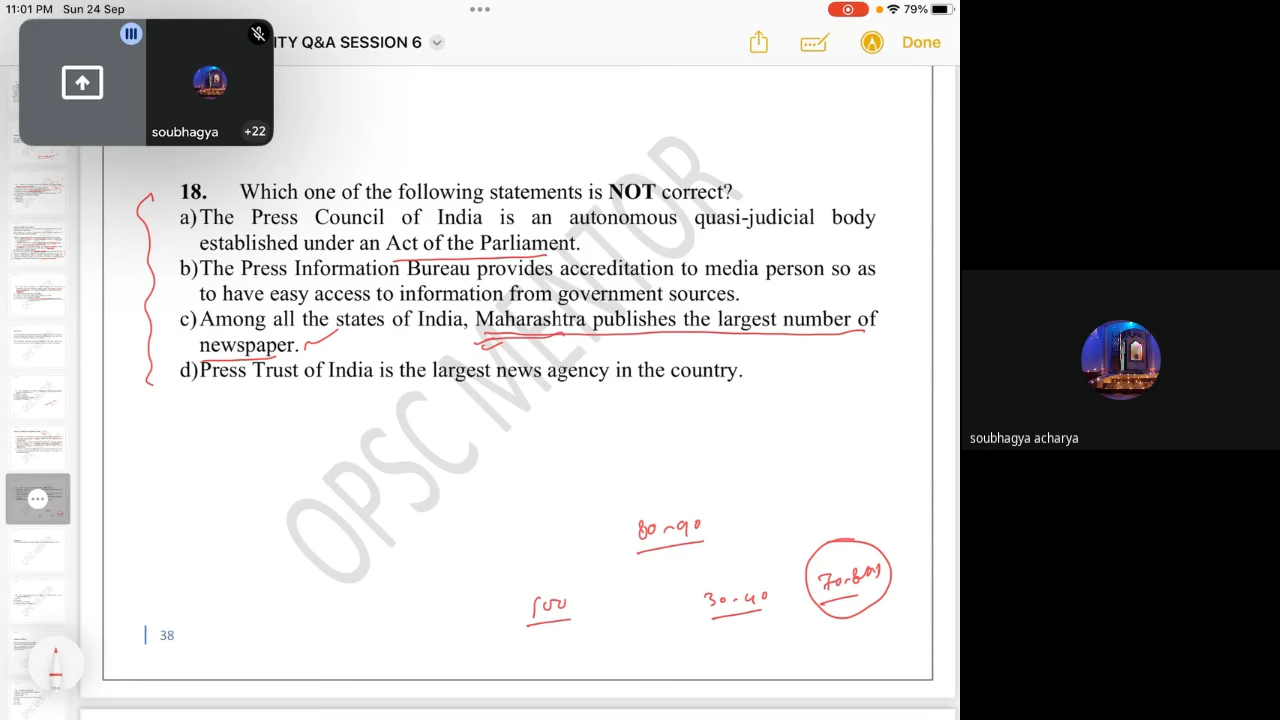 11:01 PM Sun 24 Sep
79%
ITY Q&A SESSION 6
Done
soubhagya
+22
18. Which one of the following statements is NOT correct?
a)The Press Council of India is an autonomous quasi-judicial body
established under an Act of the Parliament.
b)The Press Information Bureau provides accreditation to media person so as
to have easy access to information from government sources.
c)Among all the states of India, Maharashtra publishes the largest number of
newspaper.
d)Press Trust of India is the largest news agency in the country.
OPSC MENTOR
soubhagya acharya
80-90
100
30-40
38